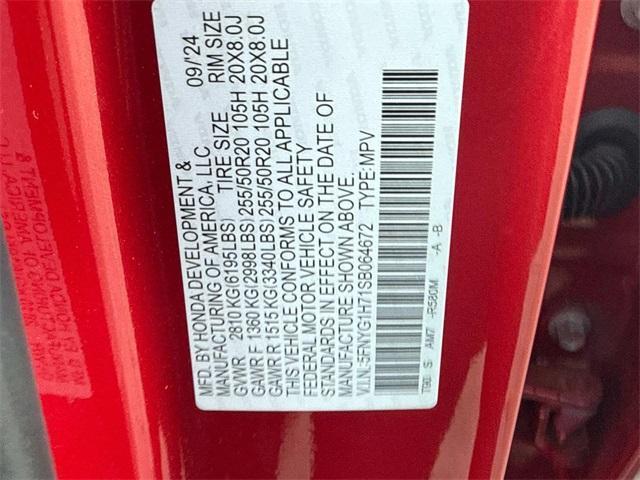 MFD. BY HONDA DEVELOPMENT & 09/'24
MANUFACTURING OF AMERICA, LLC
TIRE SIZE RIM SIZE
GVWR 2810 KG(6195LBS)
GAWR F 1360 KG(2998LBS) 255/50R20 105H 20X8.0J
GAWR R 1515 KG(3340LBS) 255/50R20 105H 20X8.0J
THIS VEHICLE CONFORMS TO ALL APPLICABLE
FEDERAL MOTOR VEHICLE SAFETY
STANDARDS IN EFFECT ON THE DATE OF
MANUFACTURE SHOWN ABOVE.
V.I.N.:5FNYG1H71SB064672 TYPE:MPV
TG0 S AM7 -R580M -A -B